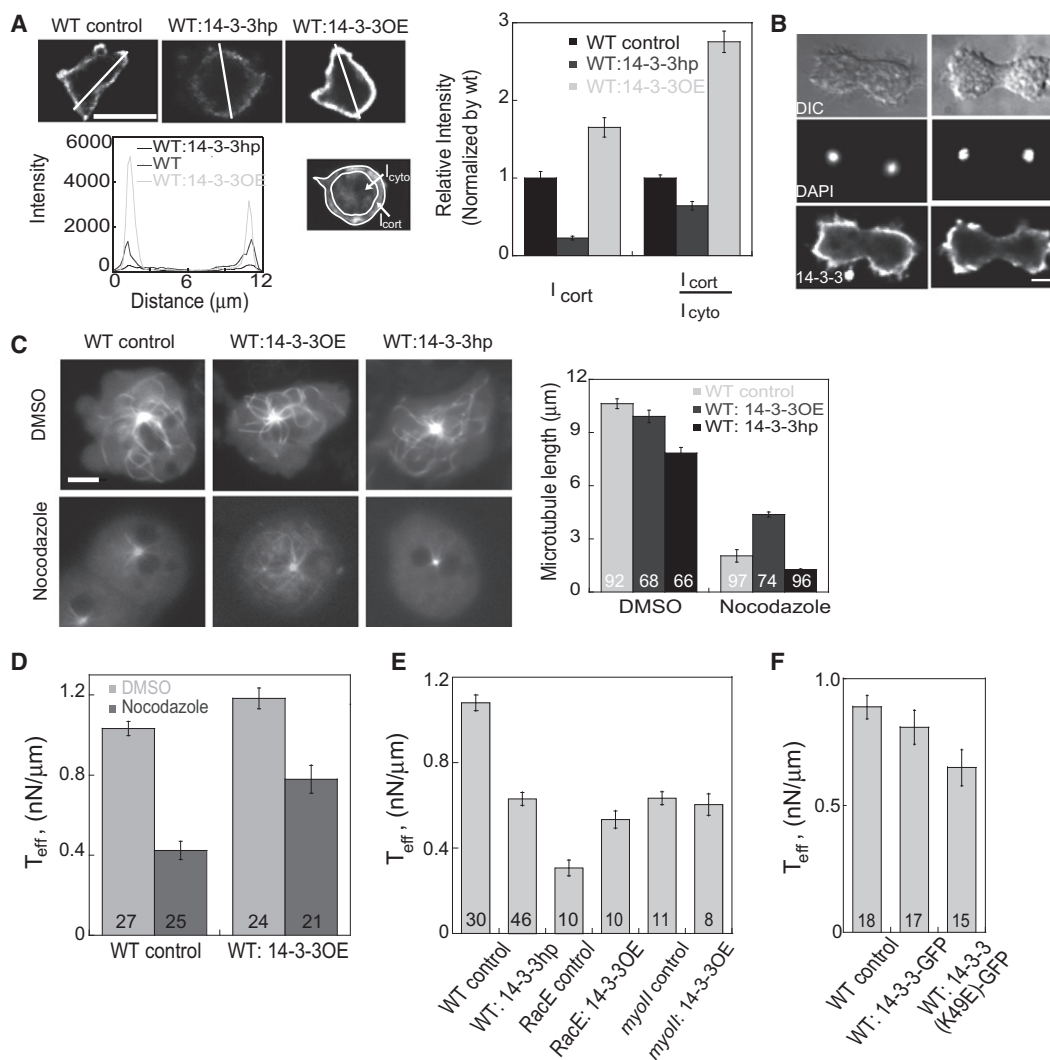 A
WT control
WT:14-3-3hp
WT:14-3-3OE
6000
4000
2000
0
Intensity
WT:14-3-3hp
WT
WT:14-3-3OE
0
6
12
Distance (μm)
Icyto
Icort
3
2
1
0
Relative Intensity
(Normalized by wt)
WT control
WT:14-3-3hp
WT:14-3-3OE
I cort
I cort
I cyto
B
DIC
DAPI
14-3-3
C
WT control
WT:14-3-3OE
WT:14-3-3hp
DMSO
Nocodazole
12
9
6
3
0
Microtubule length (μm)
WT control
WT: 14-3-3OE
WT: 14-3-3hp
92
68
66
97
74
96
DMSO
Nocodazole
D
1.2
0.8
0.4
0
Teff , (nN/μm)
DMSO
Nocodazole
27
25
24
21
WT control
WT: 14-3-3OE
E
1.2
0.8
0.4
0
Teff , (nN/μm)
30
46
10
10
11
8
WT control
WT: 14-3-3hp
RacE control
RacE: 14-3-3OE
myoII control
myoII: 14-3-3OE
F
1.0
0.5
0
Teff , (nN/μm)
18
17
15
WT control
WT: 14-3-3-GFP
WT: 14-3-3
(K49E)-GFP